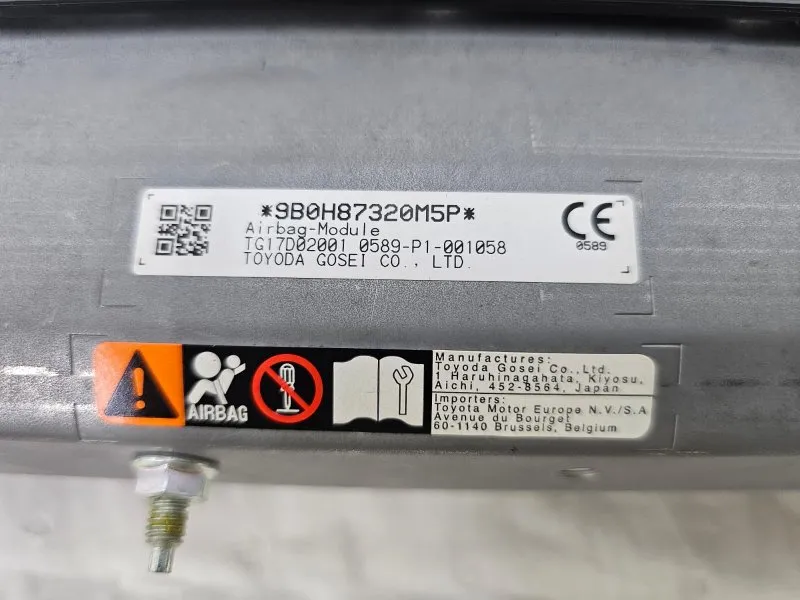 *9B0H87320M5P*
Airbag-Module
TG17D02001 0589-P1-001058
TOYODA GOSEI CO., LTD.
CE
0589
AIRBAG
Manufactures:
Toyoda Gosei Co.,Ltd.
1 Haruhinagahata, Kiyosu,
Aichi, 452-8564, Japan
Importers:
Toyota Motor Europe N.V./S.A
Avenue du Bourget
60-1140 Brussels, Belgium